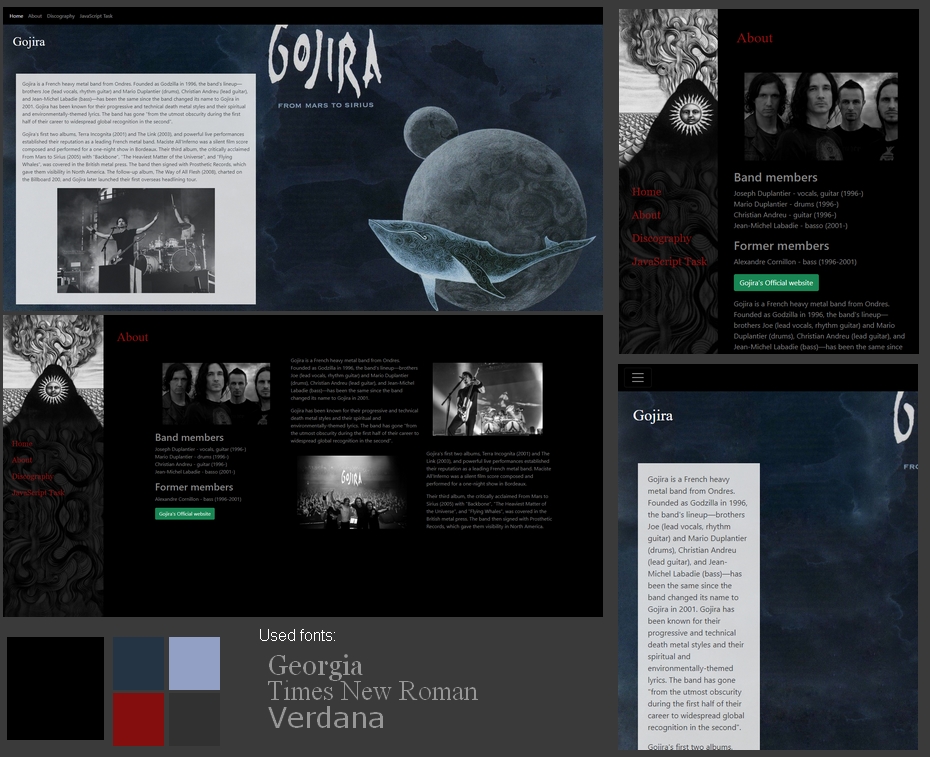 Home About Discography JavaScript Task
Gojira
GOJIRA
FROM MARS TO SIRIUS
Gojira is a French heavy metal band from Ondres. Founded as Godzilla in 1996, the band's lineup—
brothers Joe (lead vocals, rhythm guitar) and Mario Duplantier (drums), Christian Andreu (lead guitar),
and Jean-Michel Labadie (bass)—has been the same since the band changed its name to Gojira in
2001. Gojira has been known for their progressive and technical death metal styles and their spiritual
and environmentally-themed lyrics. The band has gone "from the utmost obscurity during the first
half of their career to widespread global recognition in the second".
Gojira's first two albums, Terra Incognita (2001) and The Link (2003), and powerful live performances
established their reputation as a leading French metal band. Maciste All'Inferno was a silent film score
composed and performed for a one-night show in Bordeaux. Their third album, the critically acclaimed
From Mars to Sirius (2005) with "Backbone", "The Heaviest Matter of the Universe", and "Flying
Whales", was covered in the British metal press. The band then signed with Prosthetic Records, which
gave them visibility in North America. The follow-up album, The Way of All Flesh (2008), charted on
the Billboard 200, and Gojira later launched their first overseas headlining tour.
About
Home
About
Discography
JavaScript Task
Band members
Joseph Duplantier - vocals, guitar (1996-)
Mario Duplantier - drums (1996-)
Christian Andreu - guitar (1996-)
Jean-Michel Labadie - basso (2001-)
Former members
Alexandre Cornillon - bass (1996-2001)
Gojira's Official website
Gojira is a French heavy metal band from Ondres.
Founded as Godzilla in 1996, the band's lineup—
brothers Joe (lead vocals, rhythm guitar) and Mario
Duplantier (drums), Christian Andreu (lead guitar),
and Jean-Michel Labadie (bass)—has been the same since
About
Home
About
Discography
JavaScript Task
Band members
Joseph Duplantier - vocals, guitar (1996-)
Mario Duplantier - drums (1996-)
Christian Andreu - guitar (1996-)
Jean-Michel Labadie - basso (2001-)
Former members
Alexandre Cornillon - bass (1996-2001)
Gojira's Official website
Gojira is a French heavy metal band from Ondres.
Founded as Godzilla in 1996, the band's lineup—
brothers Joe (lead vocals, rhythm guitar) and Mario Duplantier
(drums), Christian Andreu (lead guitar), and Jean-Michel
Labadie (bass)—has been the same since the band
changed its name to Gojira in 2001.
Gojira has been known for their progressive and technical
death metal styles and their spiritual and
environmentally-themed lyrics. The band has gone "from
the utmost obscurity during the first half of their career to
widespread global recognition in the second".
GOJIRA
Gojira's first two albums, Terra Incognita (2001) and The
Link (2003), and powerful live performances established
their reputation as a leading French metal band. Maciste
All'Inferno was a silent film score composed and
performed for a one-night show in Bordeaux.
Their third album, the critically acclaimed From Mars to
Sirius (2005) with "Backbone", "The Heaviest Matter of
the Universe", and "Flying Whales", was covered in the
British metal press. The band then signed with Prosthetic
Records, which gave them visibility in North America.
Gojira
FRO
Gojira is a French heavy
metal band from Ondres.
Founded as Godzilla in 1996,
the band's lineup—brothers
Joe (lead vocals, rhythm
guitar) and Mario Duplantier
(drums), Christian Andreu
(lead guitar), and Jean-
Michel Labadie (bass)—has
been the same since the
band changed its name to
Gojira in 2001. Gojira has
been known for their
progressive and technical
death metal styles and their
spiritual and
environmentally-themed
lyrics. The band has gone
"from the utmost obscurity
during the first half of their
career to widespread global
recognition in the second".
Gojira's first two albums,
Used fonts:
Georgia
Times New Roman
Verdana